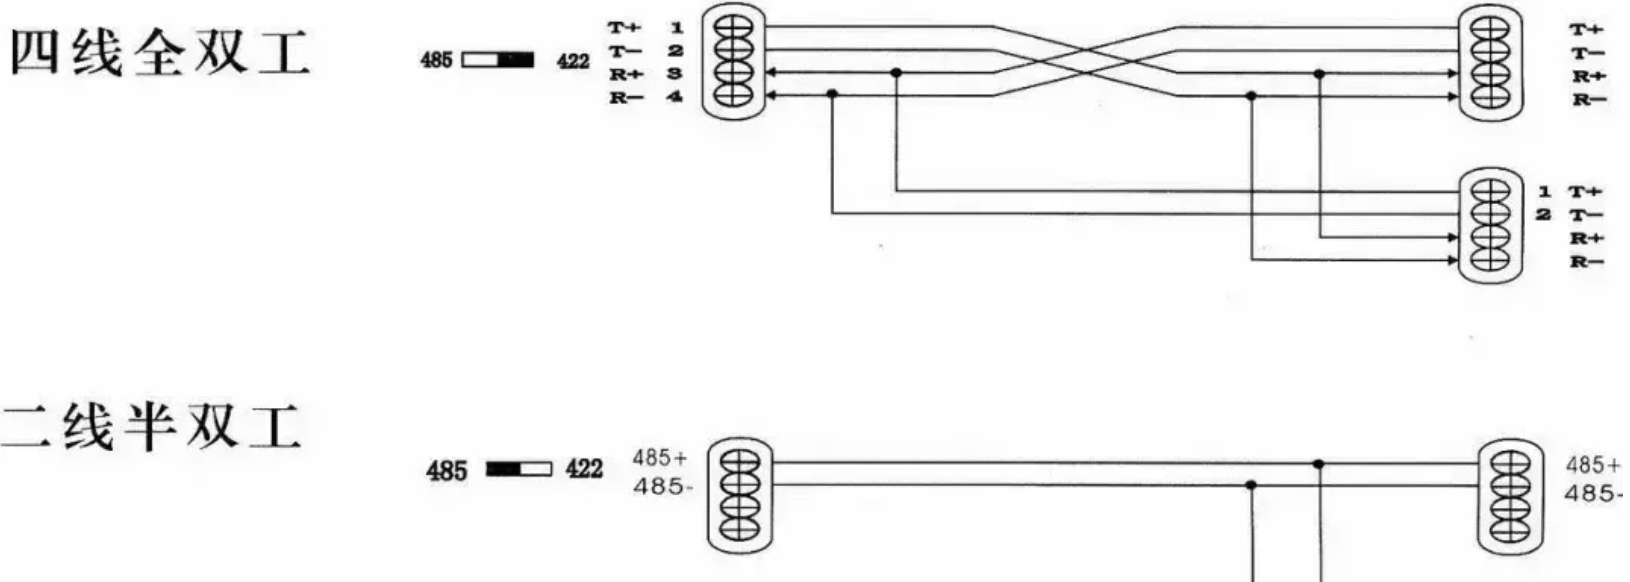 四线全双工
485 422
T+ 1
T- 2
R+ 3
R- 4
T+
T-
R+
R-
1 T+
2 T-
R+
R-
二线半双工
485 422
485+
485-
485+
485-